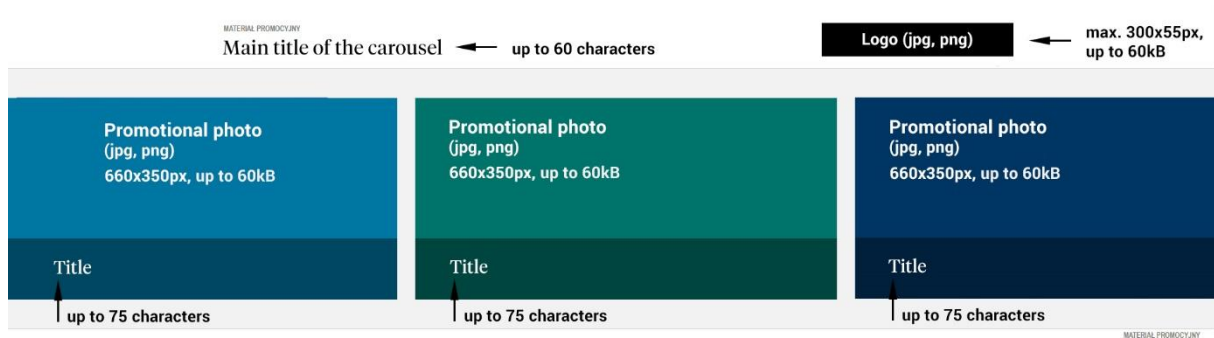 MATERIAŁ PROMOCYJNY
Main title of the carousel
up to 60 characters
Logo (jpg, png)
max. 300x55px,
up to 60kB
Promotional photo
(jpg, png)
660x350px, up to 60kB
Title
up to 75 characters
Promotional photo
(jpg, png)
660x350px, up to 60kB
Title
up to 75 characters
Promotional photo
(jpg, png)
660x350px, up to 60kB
Title
up to 75 characters
MATERIAŁ PROMOCYJNY